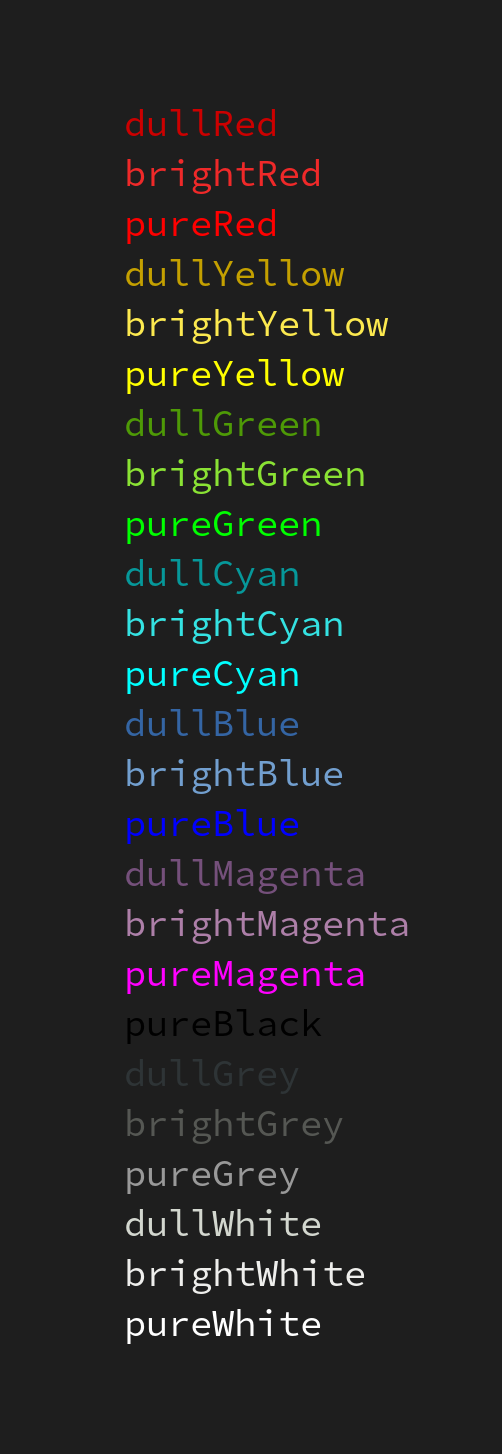 dullRed
brightRed
pureRed
dullYellow
brightYellow
pureYellow
dullGreen
brightGreen
pureGreen
dullCyan
brightCyan
pureCyan
dullBlue
brightBlue
pureBlue
dullMagenta
brightMagenta
pureMagenta
pureBlack
dullGrey
brightGrey
pureGrey
dullWhite
brightWhite
pureWhite